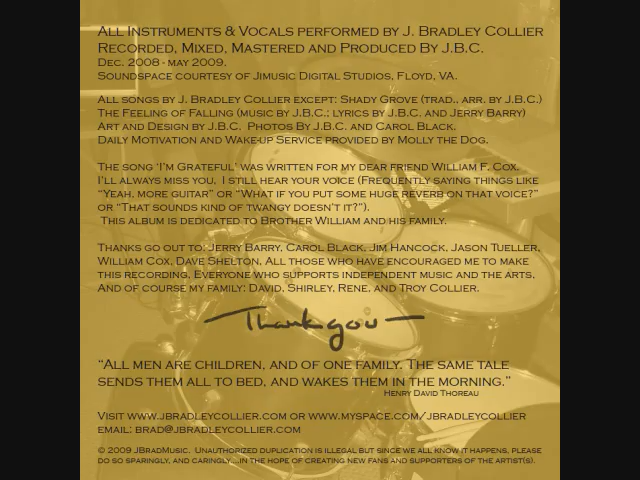 All Instruments & Vocals performed by J. Bradley Collier
Recorded, Mixed, Mastered and Produced By J.B.C.
Dec. 2008 - may 2009.
Soundspace courtesy of Jimusic Digital Studios, Floyd, VA.
All songs by J. Bradley Collier except: Shady Grove (trad., arr. by J.B.C.)
The Feeling of Falling (music by J.B.C.; lyrics by J.B.C. and Jerry Barry)
Art and Design by J.B.C. Photos By J.B.C. and Carol Black.
Daily Motivation and Wake-up Service provided by Molly the Dog.
The song 'I'm Grateful' was written for my dear friend William F. Cox.
I'll always miss you, I still hear your voice (Frequently saying things like
"Yeah, more guitar" or "What if you put some huge reverb on that voice?"
or "That sounds kind of twangy doesn't it?").
This album is dedicated to Brother William and his family.
Thanks go out to: Jerry Barry, Carol Black, Jim Hancock, Jason Tueller,
William Cox, Dave Shelton, All those who have encouraged me to make
this recording, Everyone who supports independent music and the arts,
And of course my family: David, Shirley, Rene, and Troy Collier.
Thank you
"All men are children, and of one family. The same tale
sends them all to bed, and wakes them in the morning."
Henry David Thoreau
Visit www.jbradleycollier.com or www.myspace.com/jbradleycollier
email: brad@jbradleycollier.com
© 2009 JBradMusic. Unauthorized duplication is illegal but since we all know it happens, please
do so sparingly, and caringly....in the hope of creating new fans and supporters of the artist(s).